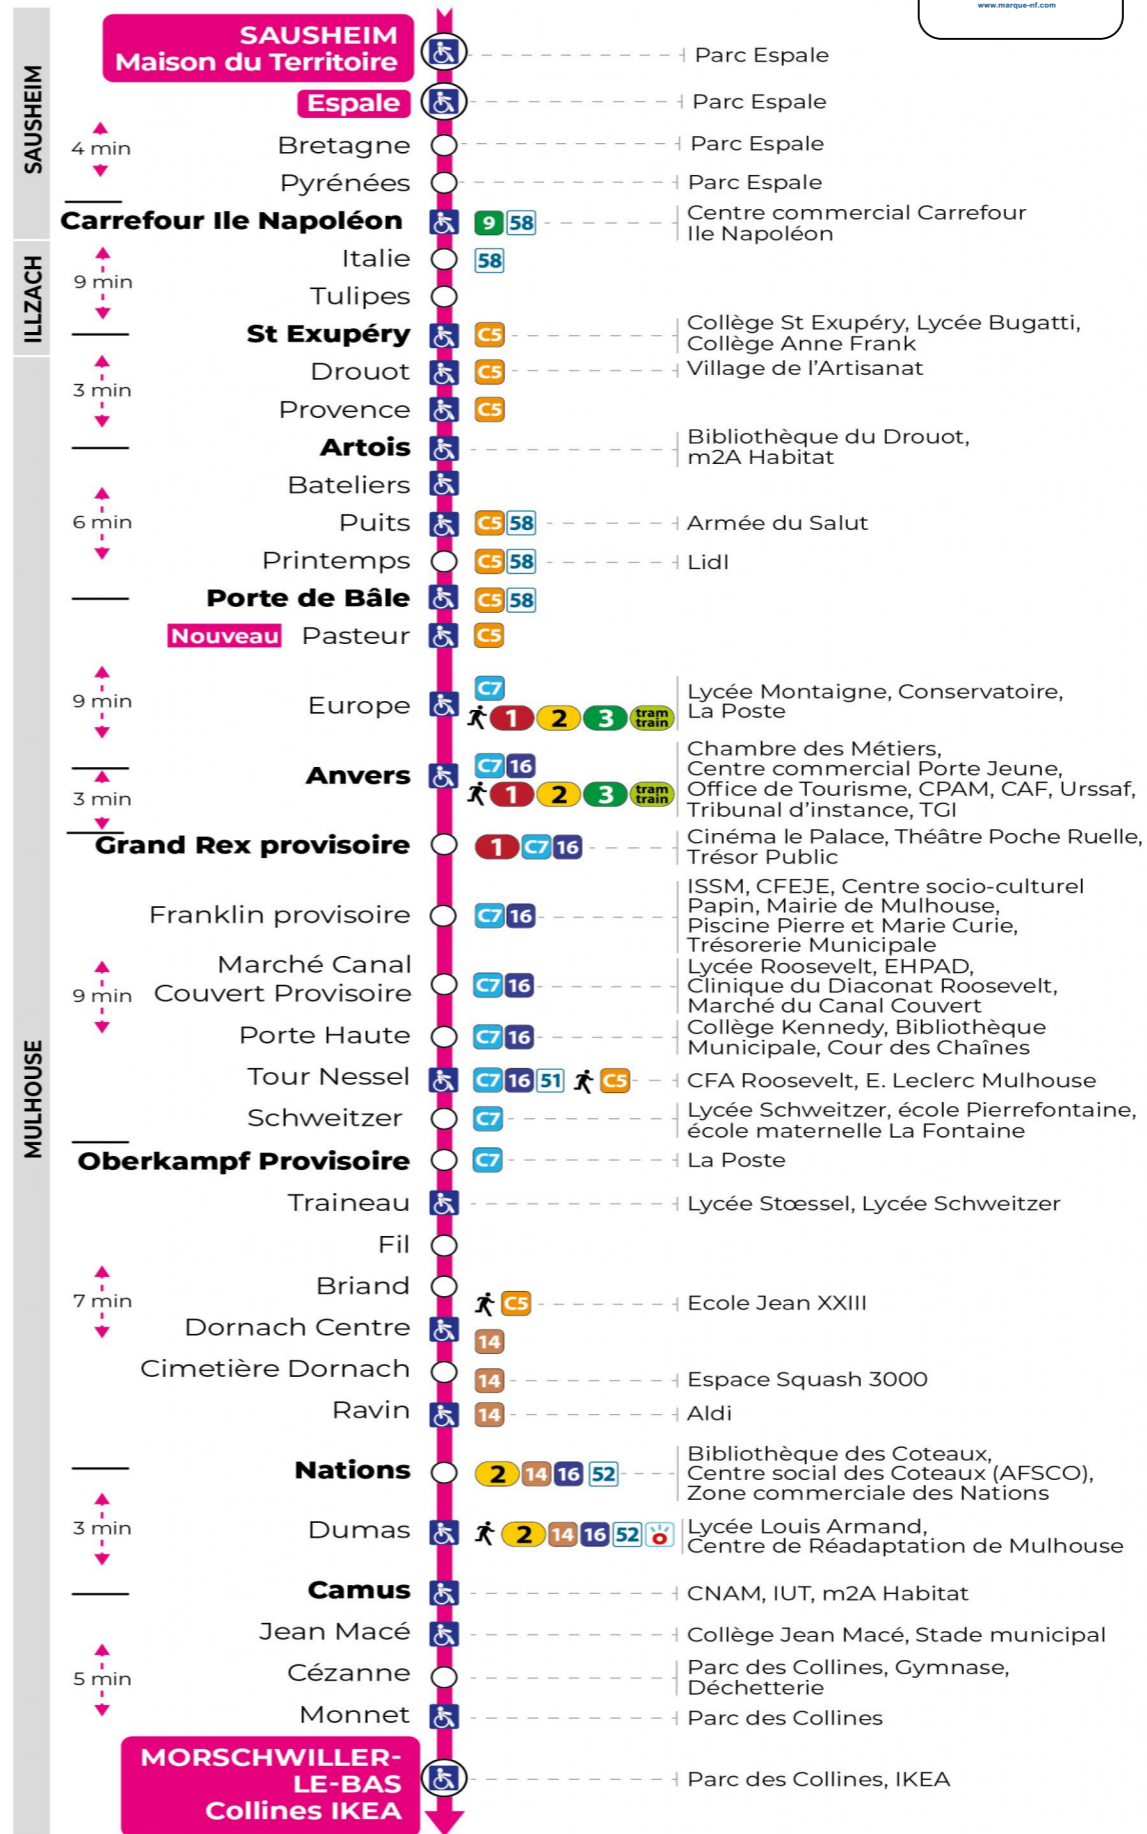 www.marque-nf.com
SAUSHEIM
SAUSHEIM
Maison du Territoire
Parc Espale
Espale
Parc Espale
4 min
Bretagne
Parc Espale
Pyrénées
Parc Espale
Carrefour Ile Napoléon
9 58
Centre commercial Carrefour
Ile Napoléon
ILLZACH
9 min
Italie
58
Tulipes
St Exupéry
C5
Collège St Exupéry, Lycée Bugatti,
Collège Anne Frank
MULHOUSE
3 min
Drouot
C5
Village de l'Artisanat
Provence
C5
Artois
Bibliothèque du Drouot,
m2A Habitat
Bateliers
6 min
Puits
C5 58
Armée du Salut
Printemps
C5 58
Lidl
Porte de Bâle
C5 58
Nouveau Pasteur
C5
9 min
Europe
C7
1 2 3 tram train
Lycée Montaigne, Conservatoire,
La Poste
Anvers
C7 16
1 2 3 tram train
Chambre des Métiers,
Centre commercial Porte Jeune,
Office de Tourisme, CPAM, CAF, Urssaf,
Tribunal d'instance, TGI
3 min
Grand Rex provisoire
1 C7 16
Cinéma le Palace, Théâtre Poche Ruelle,
Trésor Public
Franklin provisoire
C7 16
ISSM, CFEJE, Centre socio-culturel
Papin, Mairie de Mulhouse,
Piscine Pierre et Marie Curie,
Trésorerie Municipale
9 min
Marché Canal
Couvert Provisoire
C7 16
Lycée Roosevelt, EHPAD,
Clinique du Diaconat Roosevelt,
Marché du Canal Couvert
Porte Haute
C7 16
Collège Kennedy, Bibliothèque
Municipale, Cour des Chaînes
Tour Nessel
C7 16 51 C5
CFA Roosevelt, E. Leclerc Mulhouse
Schweitzer
C7
Lycée Schweitzer, école Pierrefontaine,
école maternelle La Fontaine
Oberkampf Provisoire
C7
La Poste
Traineau
Lycée Stœssel, Lycée Schweitzer
Fil
7 min
Briand
C5
Ecole Jean XXIII
Dornach Centre
14
Cimetière Dornach
14
Espace Squash 3000
Ravin
14
Aldi
Nations
2 14 16 52
Bibliothèque des Coteaux,
Centre social des Coteaux (AFSCO),
Zone commerciale des Nations
3 min
Dumas
2 14 16 52
Lycée Louis Armand,
Centre de Réadaptation de Mulhouse
Camus
CNAM, IUT, m2A Habitat
5 min
Jean Macé
Collège Jean Macé, Stade municipal
Cézanne
Parc des Collines, Gymnase,
Déchetterie
Monnet
Parc des Collines
MORSCHWILLER-
LE-BAS
Collines IKEA
Parc des Collines, IKEA